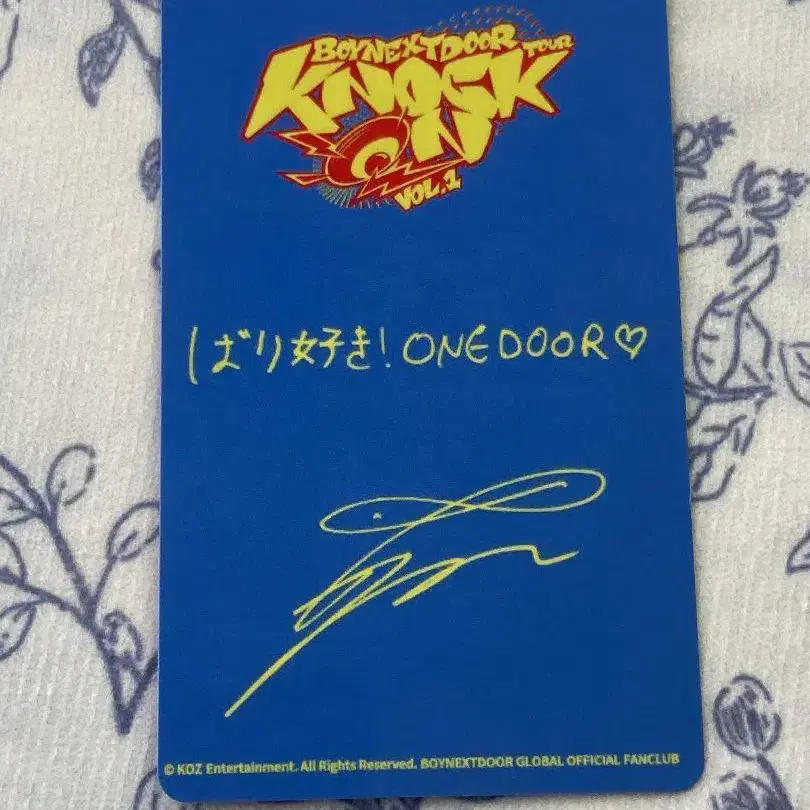 BOYNEXTDOOR TOUR
KNOCK
ON
VOL.1
ばり好き! ONEDOOR♡
© KOZ Entertainment. All Rights Reserved. BOYNEXTDOOR GLOBAL OFFICIAL FANCLUB